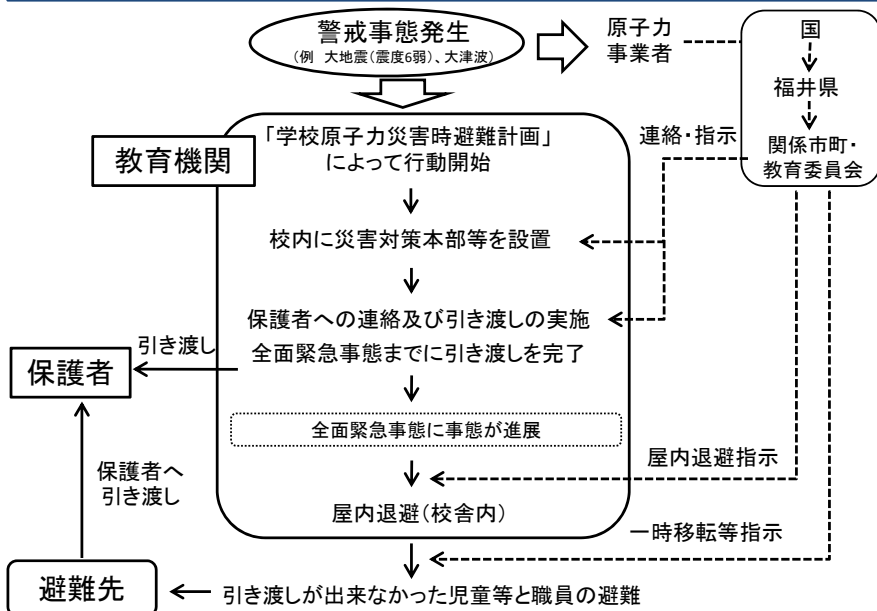 警戒事態発生
(例 大地震(震度6弱)、大津波)
原子力
事業者
国
福井県
関係市町・
教育委員会
連絡・指示
教育機関
「学校原子力災害時避難計画」
によって行動開始
校内に災害対策本部等を設置
保護者への連絡及び引き渡しの実施
全面緊急事態までに引き渡しを完了
引き渡し
保護者
全面緊急事態に事態が進展
屋内退避指示
保護者へ
引き渡し
屋内退避(校舎内)
一時移転等指示
避難先
引き渡しが出来なかった児童等と職員の避難